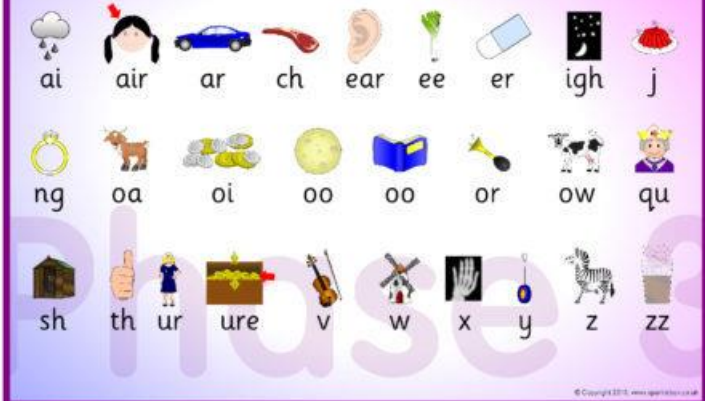 ai air ar ch ear ee er igh j
ng oa oi oo oo or ow qu
sh th ur ure v w x y z zz
Phase 3
© Copyright